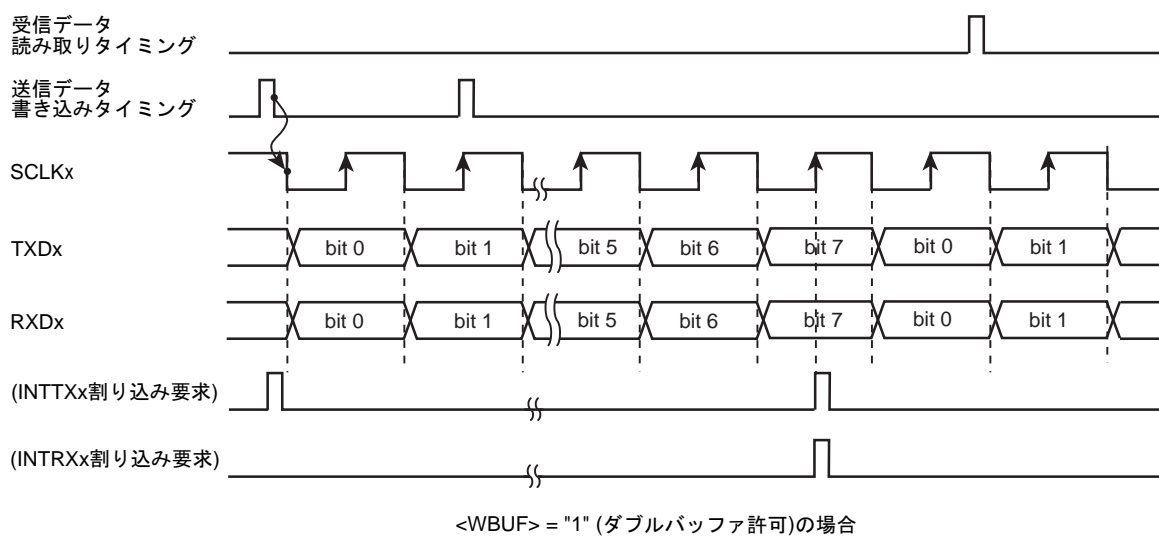 受信データ
読み取りタイミング
送信データ
書き込みタイミング
SCLKx
TXDx
bit 0 bit 1 bit 5 bit 6 bit 7 bit 0 bit 1
RXDx
bit 0 bit 1 bit 5 bit 6 bit 7 bit 0 bit 1
(INTTXx割り込み要求)
(INTRXx割り込み要求)
<WBUF> = "1" (ダブルバッファ許可)の場合